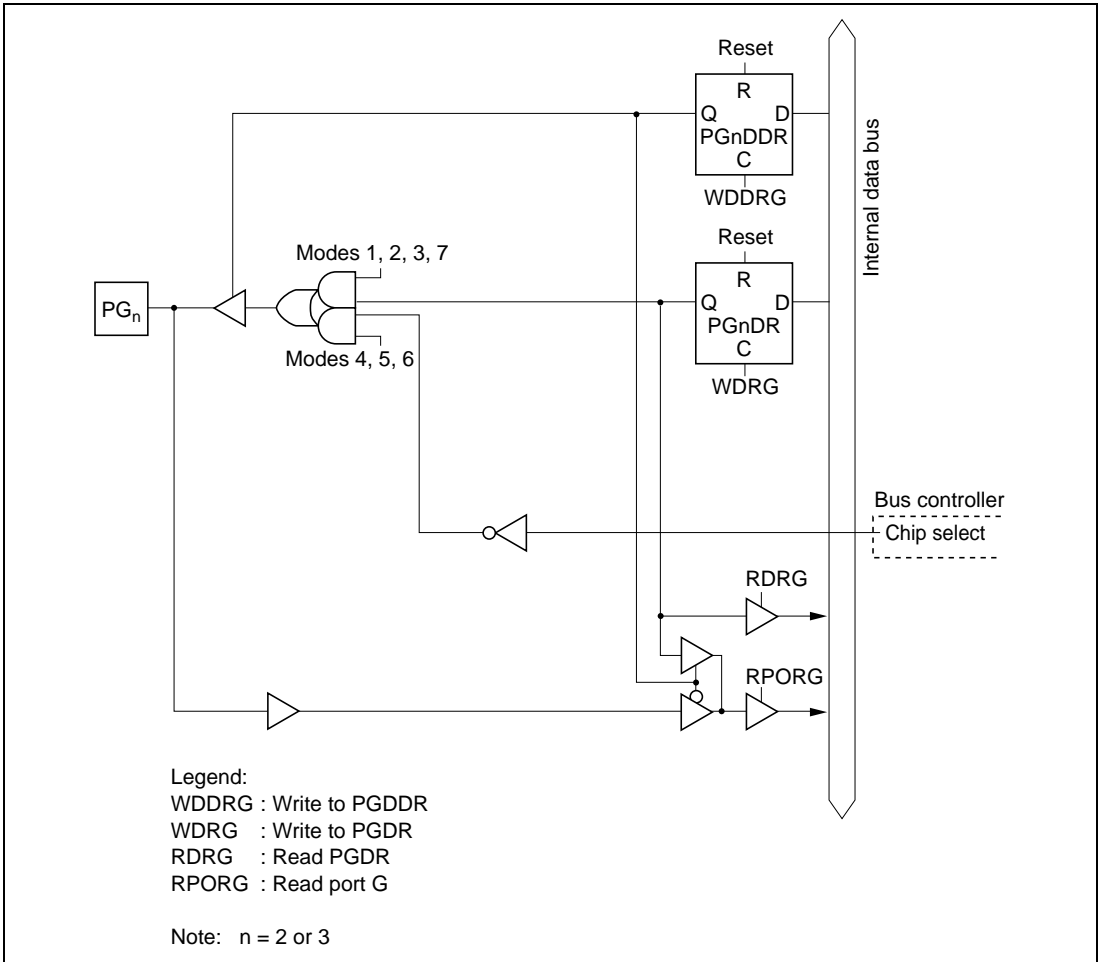 Reset
R
Q D
PGnDDR
C
WDDRG
Internal data bus
Reset
Modes 1, 2, 3, 7
R
Q D
PGn
PGnDR
C
Modes 4, 5, 6
WDRG
Bus controller
Chip select
RDRG
RPORG
Legend:
WDDRG : Write to PGDDR
WDRG : Write to PGDR
RDRG : Read PGDR
RPORG : Read port G
Note: n = 2 or 3